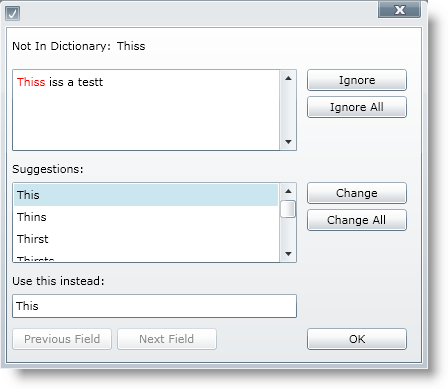 Not In Dictionary: Thiss
Thiss iss a testt
Ignore
Ignore All
Suggestions:
This
Thins
Thirst
Thirsts
Change
Change All
Use this instead:
This
Previous Field
Next Field
OK